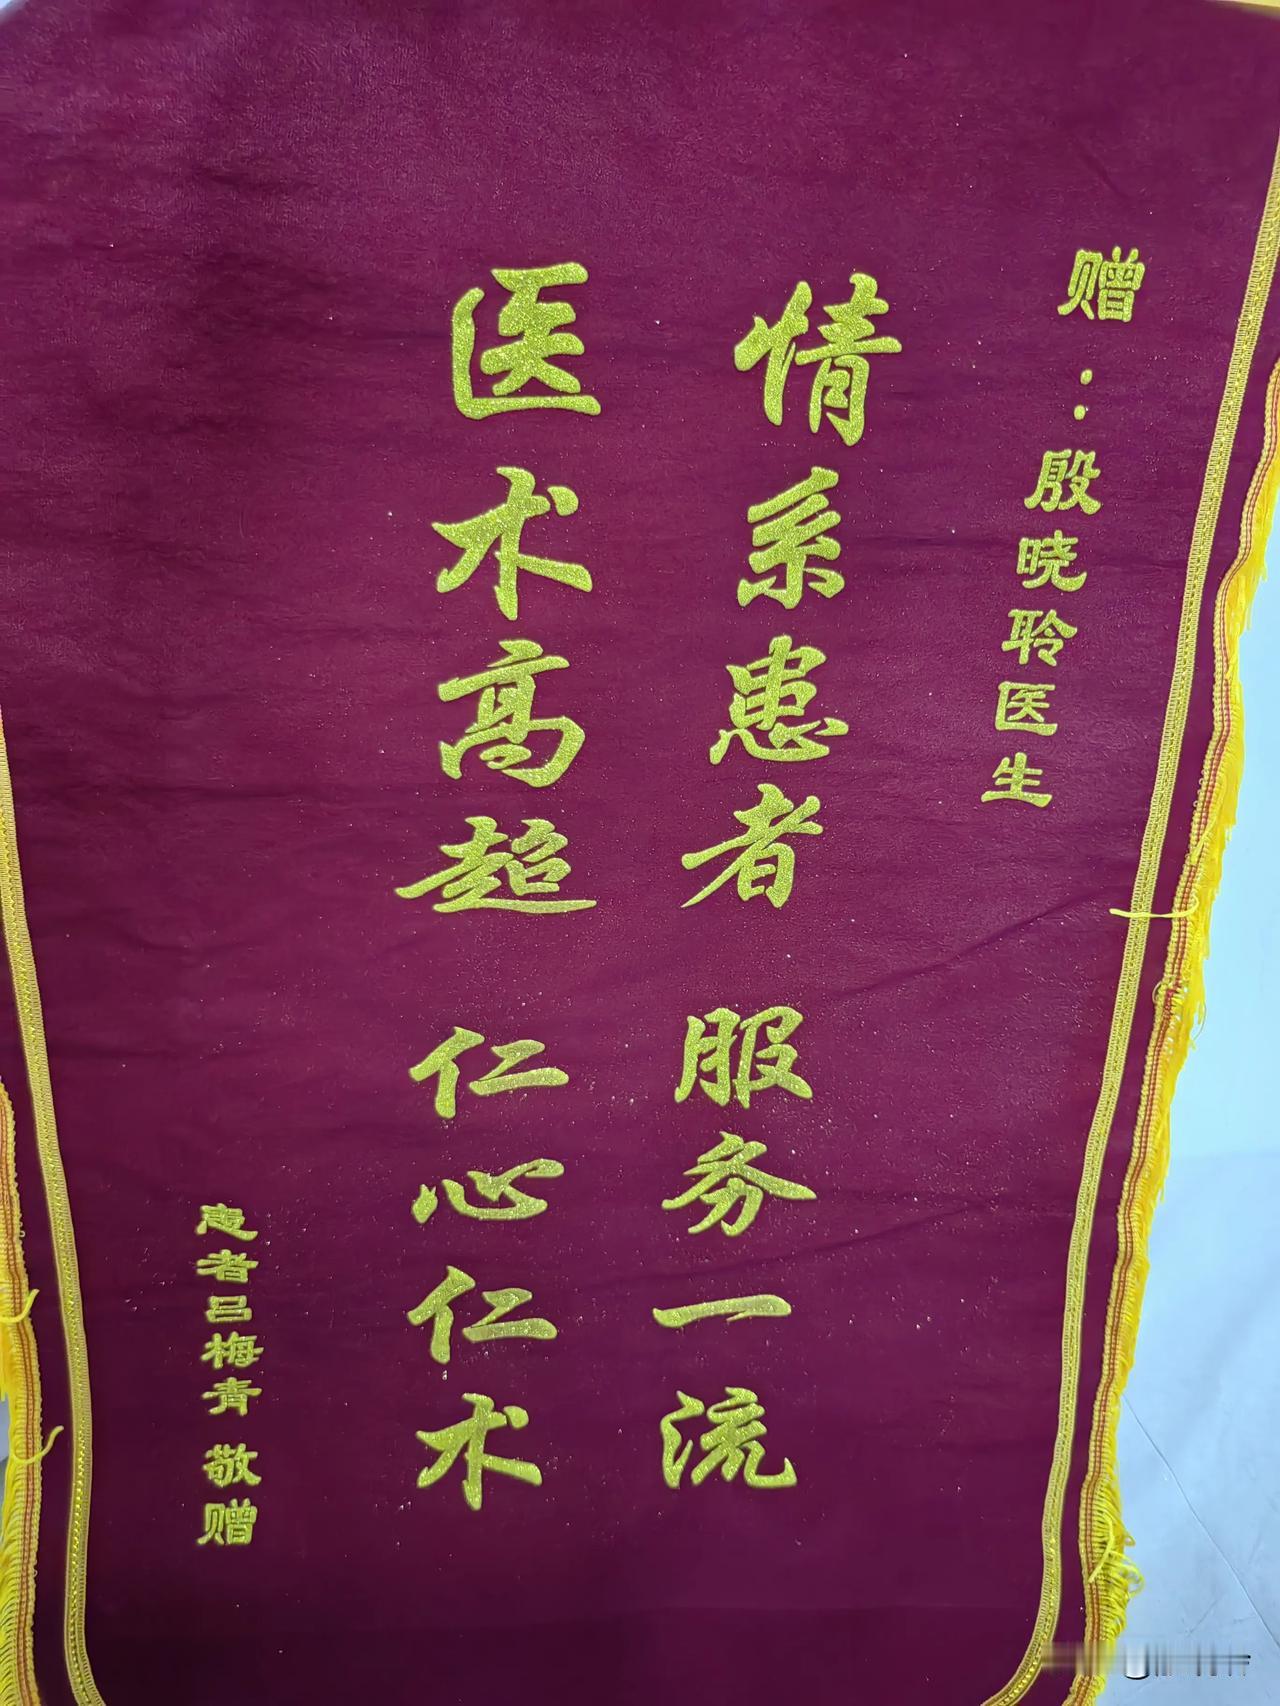 赠：殷晓聆医生
情系患者 服务一流
医术高超 仁心仁术
患者吕梅青 敬赠